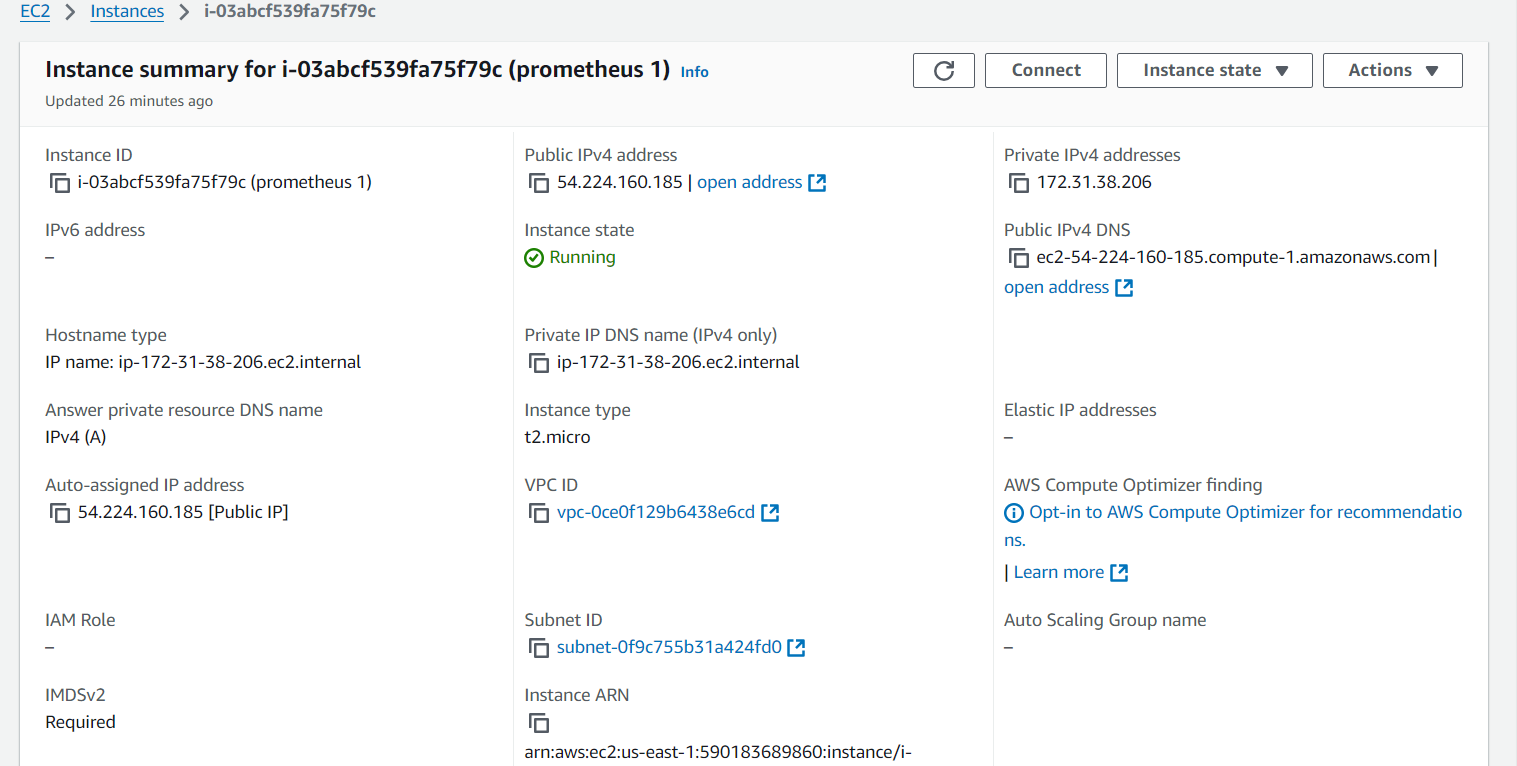 EC2 > Instances > i-03abcf539fa75f79c
Instance summary for i-03abcf539fa75f79c (prometheus 1) Info
Updated 26 minutes ago
Connect
Instance state
Actions
Instance ID
i-03abcf539fa75f79c (prometheus 1)
Public IPv4 address
54.224.160.185 | open address
Private IPv4 addresses
172.31.38.206
IPv6 address
–
Instance state
Running
Public IPv4 DNS
ec2-54-224-160-185.compute-1.amazonaws.com |
open address
Hostname type
IP name: ip-172-31-38-206.ec2.internal
Private IP DNS name (IPv4 only)
ip-172-31-38-206.ec2.internal
Answer private resource DNS name
IPv4 (A)
Instance type
t2.micro
Elastic IP addresses
–
Auto-assigned IP address
54.224.160.185 [Public IP]
VPC ID
vpc-0ce0f129b6438e6cd
AWS Compute Optimizer finding
Opt-in to AWS Compute Optimizer for recommendatio
ns.
| Learn more
IAM Role
–
Subnet ID
subnet-0f9c755b31a424fd0
Auto Scaling Group name
–
IMDSv2
Required
Instance ARN
arn:aws:ec2:us-east-1:590183689860:instance/i-